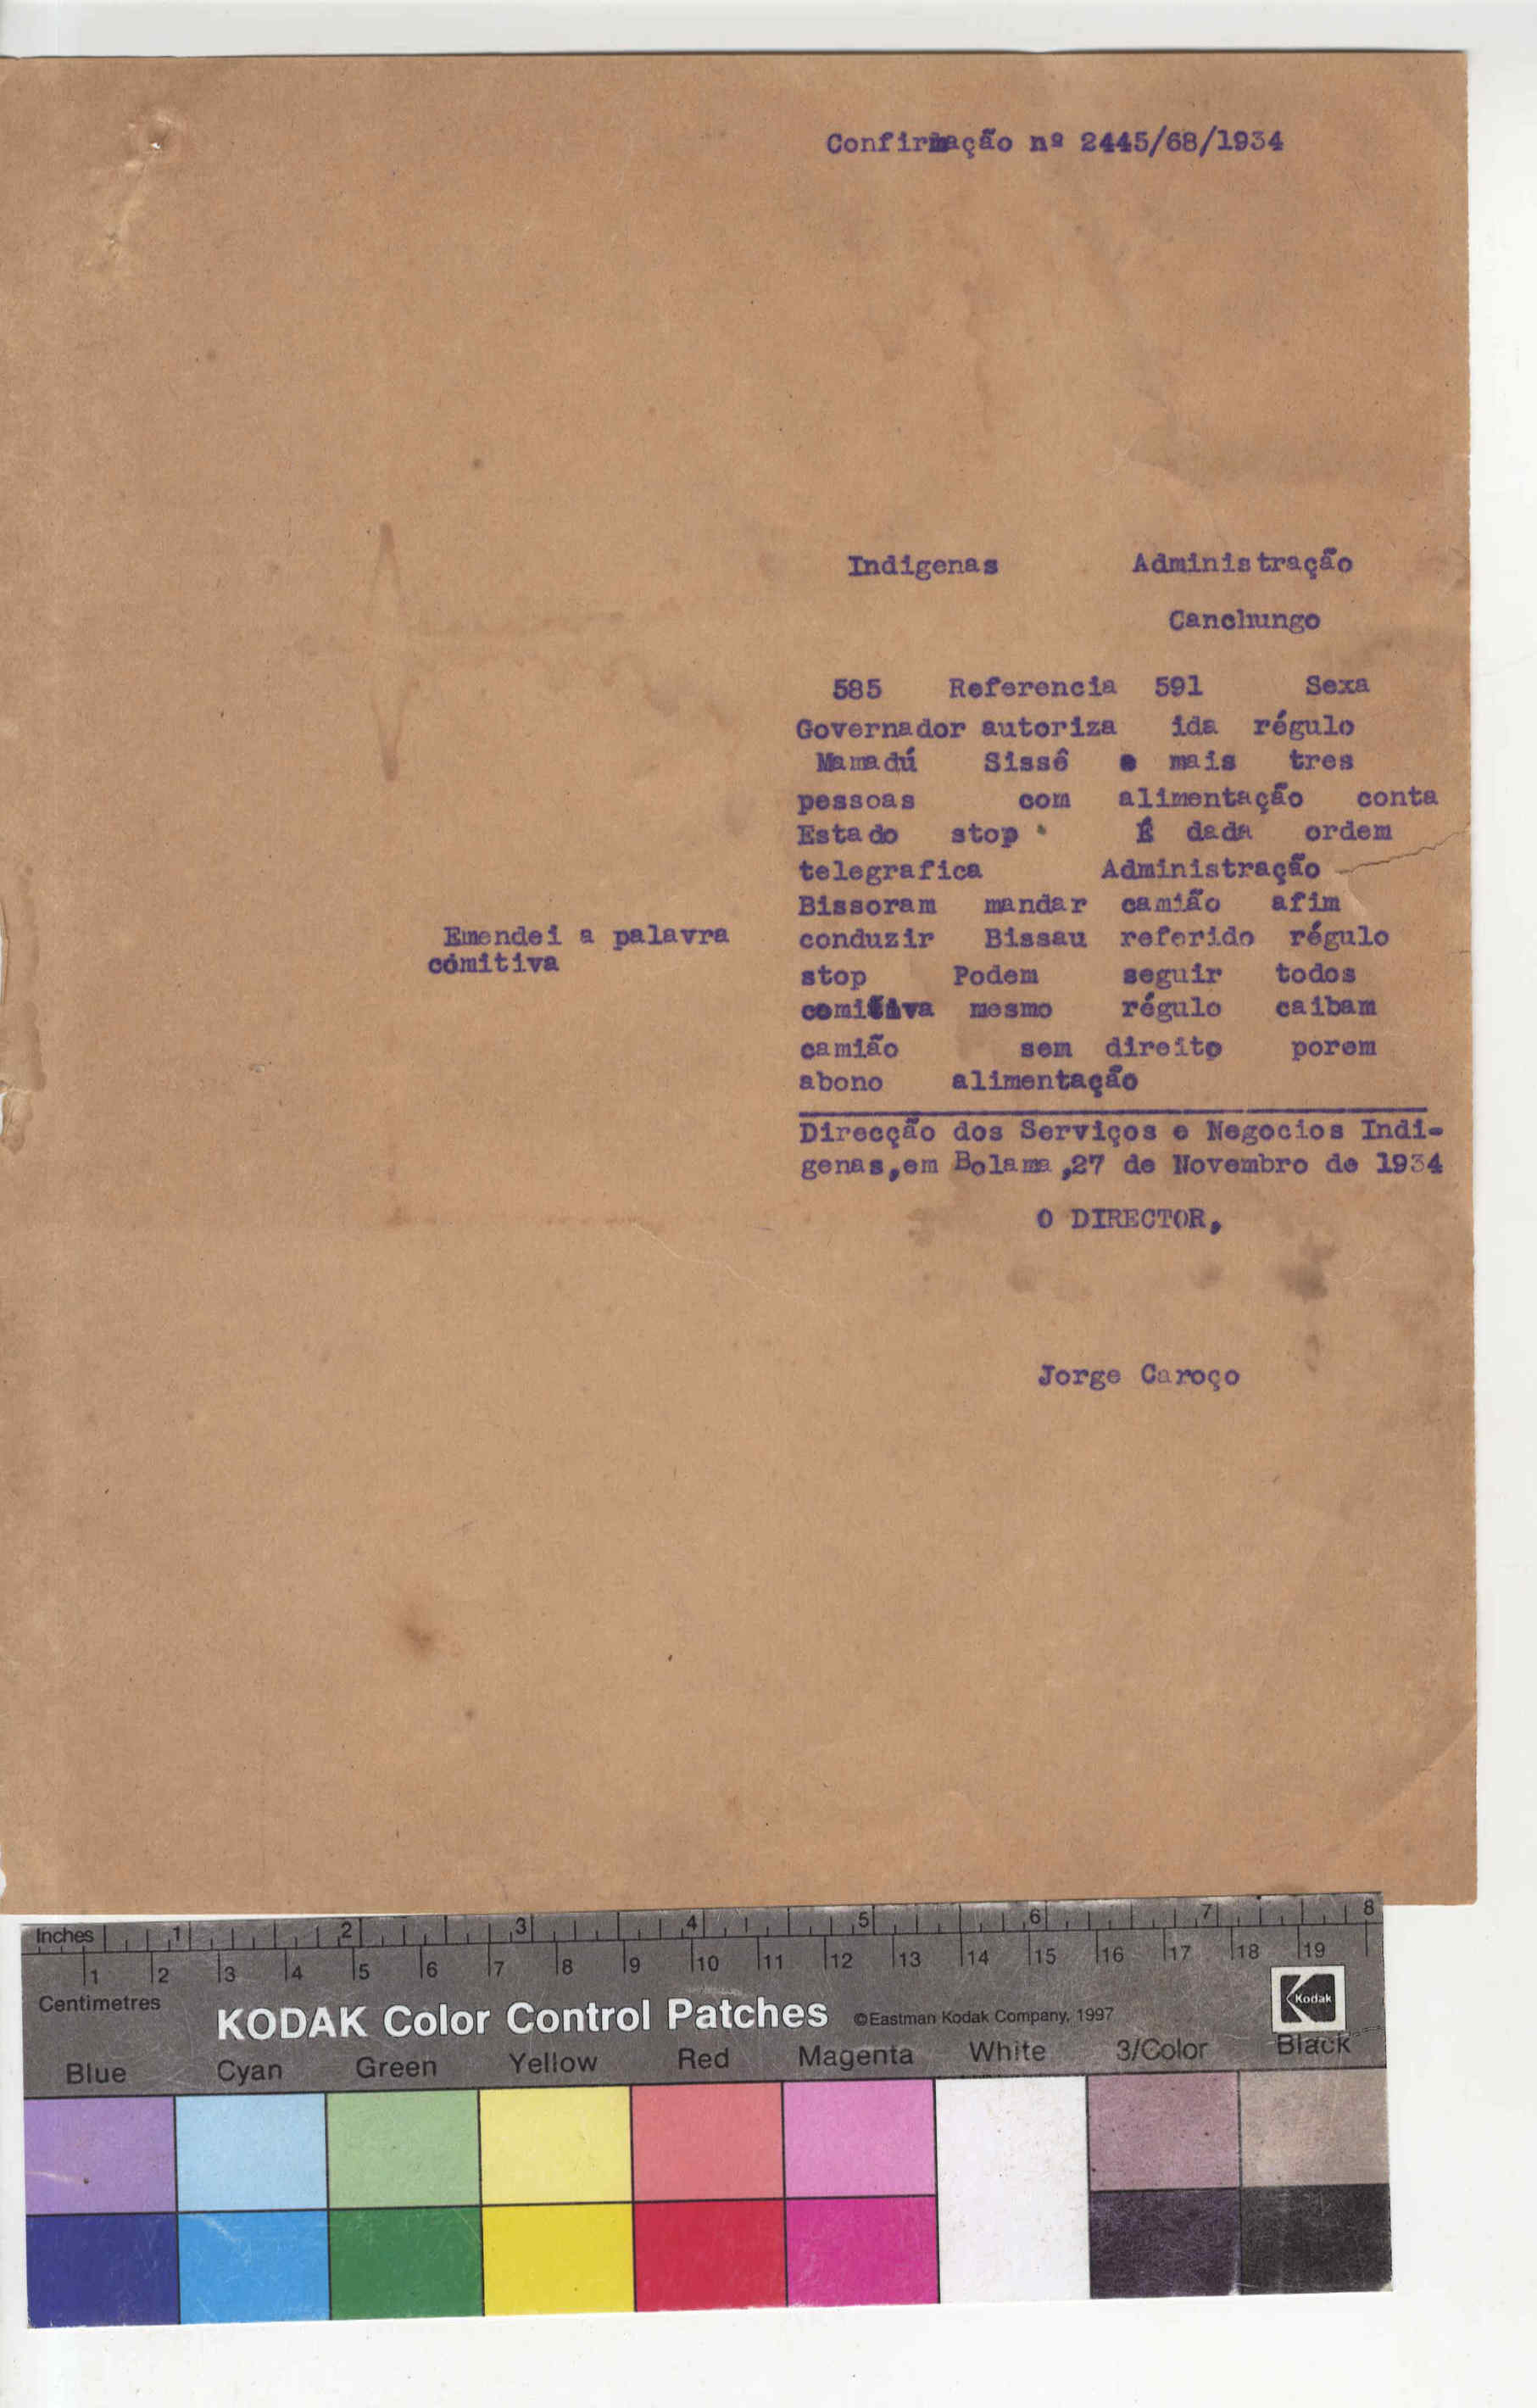 Confirmação nº 2445/68/1934
Indigenas Administração
Canchungo
585 Referencia 591 Sexa
Governador autoriza ida régulo
Mamadú Sissê e mais tres
pessoas com alimentação conta
Estado stop É dada ordem
telegrafica Administração
Bissoram mandar camião afim
conduzir Bissau referido régulo
stop Podem seguir todos
comitiva mesmo régulo caibam
camião sem direito porem
abono alimentação
Emendei a palavra
cómitiva
Direcção dos Serviços e Negocios Indi-
genas,em Bolama,27 de Novembro de 1934
O DIRECTOR,
Jorge Caroço
Inches 1 2 3 4 5 6 7 8
1 2 3 4 5 6 7 8 9 10 11 12 13 14 15 16 17 18 19
Centimetres
KODAK Color Control Patches ©Eastman Kodak Company, 1997 Kodak
Blue Cyan Green Yellow Red Magenta White 3/Color Black